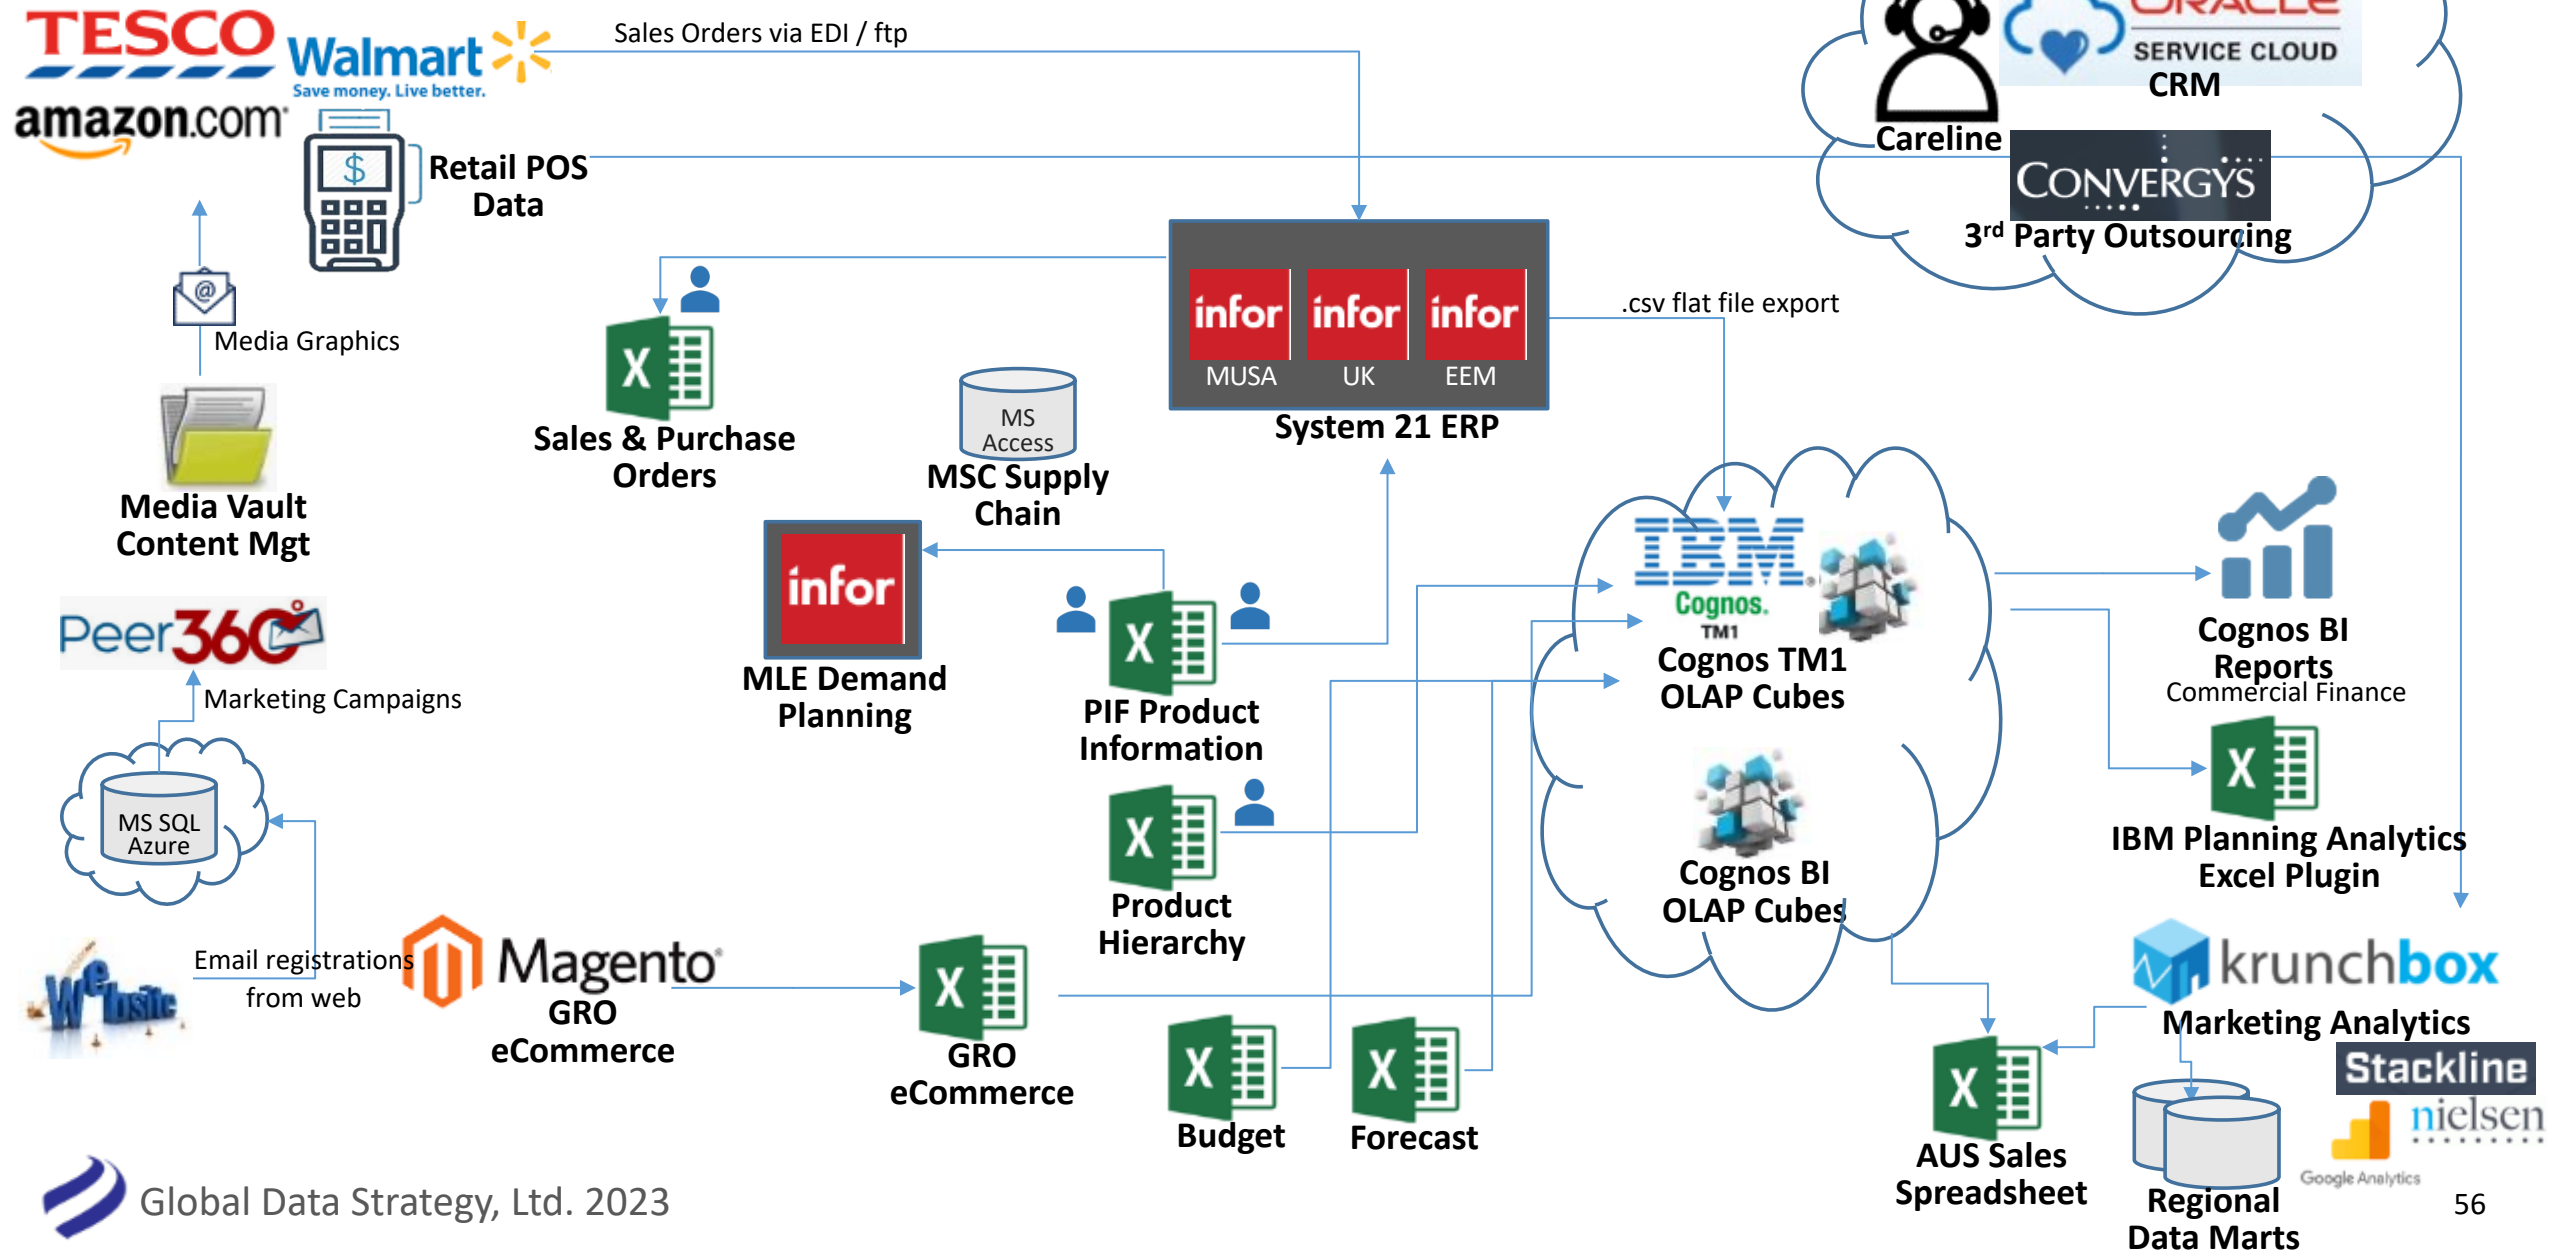 TESCO
Walmart
Save money. Live better.
amazon.com
Sales Orders via EDI / ftp
ORACLE
SERVICE CLOUD
CRM
Careline
CONVERGYS
3rd Party Outsourcing
$
Retail POS
Data
@
Media Graphics
Media Vault
Content Mgt
X
Sales & Purchase
Orders
MS
Access
MSC Supply
Chain
infor
infor
infor
MUSA
UK
EEM
System 21 ERP
.csv flat file export
infor
MLE Demand
Planning
X
PIF Product
Information
X
Product
Hierarchy
IBM
Cognos.
TM1
Cognos TM1
OLAP Cubes
Cognos BI
OLAP Cubes
Cognos BI
Reports
Commercial Finance
X
IBM Planning Analytics
Excel Plugin
Peer360
Marketing Campaigns
MS SQL
Azure
Website
Email registrations
from web
Magento
GRO
eCommerce
X
GRO
eCommerce
X
Budget
X
Forecast
krunchbox
Marketing Analytics
Stackline
nielsen
Google Analytics
X
AUS Sales
Spreadsheet
Regional
Data Marts
Global Data Strategy, Ltd. 2023
56